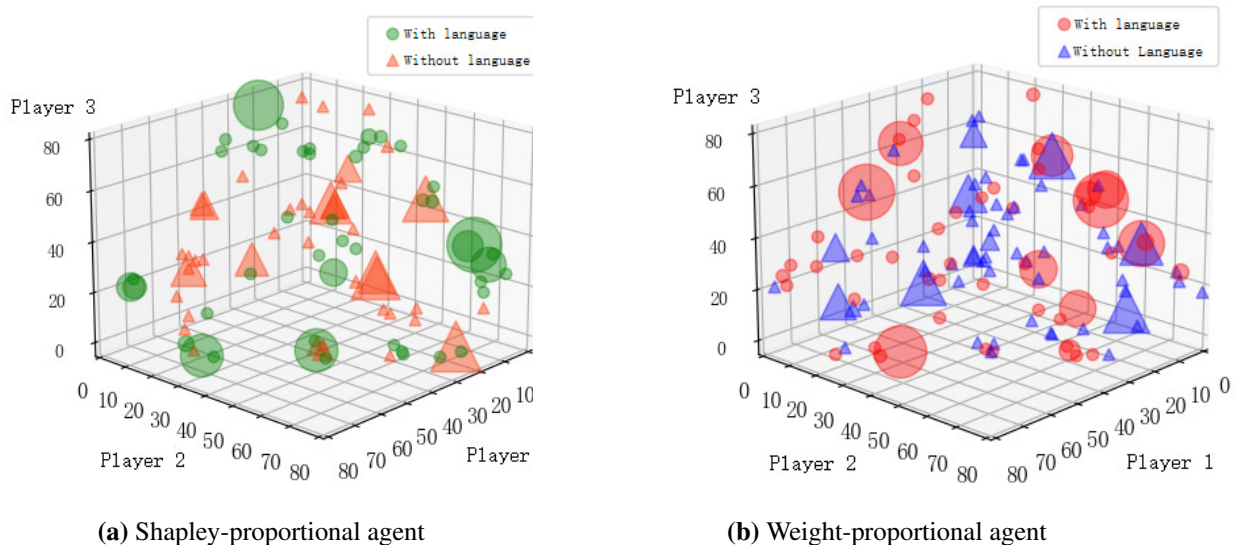 With language
Without language
Player 3
80
60
40
20
0
0 10 20 30 40 50 60 70 80
Player 2
80 70 60 50 40 30 20 10
Player
(a) Shapley-proportional agent
With language
Without Language
Player 3
80
60
40
20
0
0 10 20 30 40 50 60 70 80
Player 2
80 70 60 50 40 30 20 10 0
Player 1
(b) Weight-proportional agent